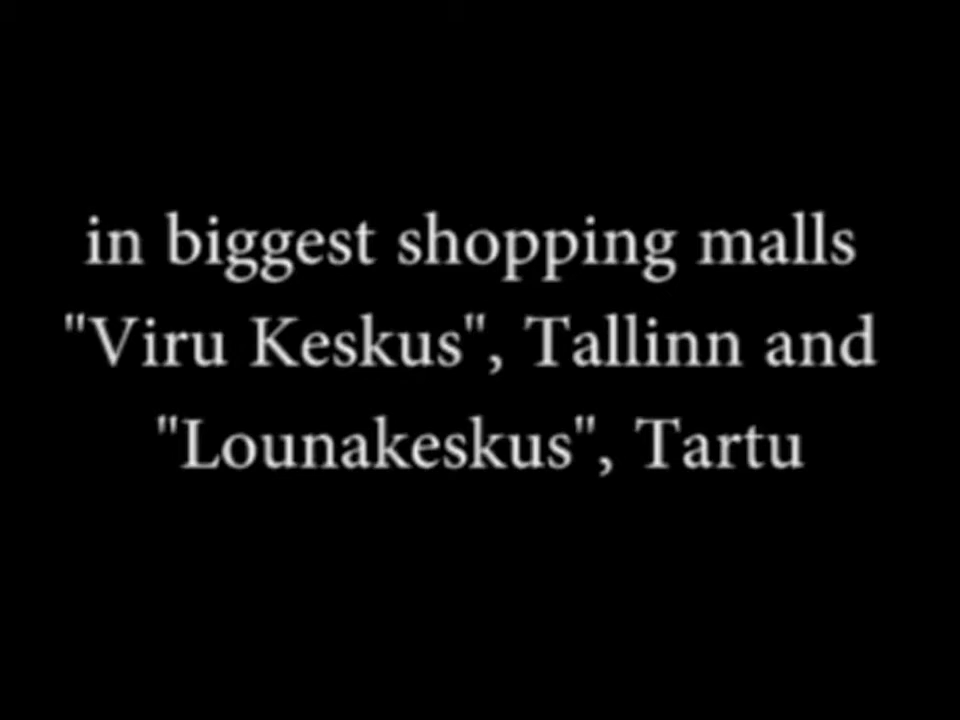 in biggest shopping malls
"Viru Keskus", Tallinn and
"Lounakeskus", Tartu